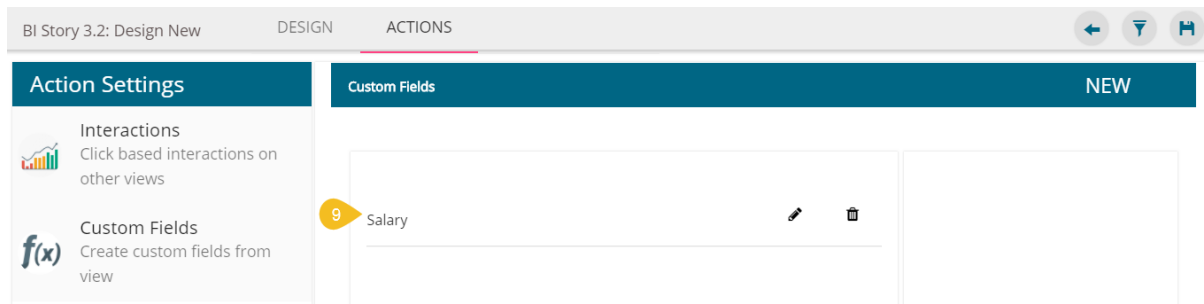 BI Story 3.2: Design New
DESIGN
ACTIONS
Action Settings
Interactions
Click based interactions on
other views
f(x)
Custom Fields
Create custom fields from
view
Custom Fields
NEW
9
Salary